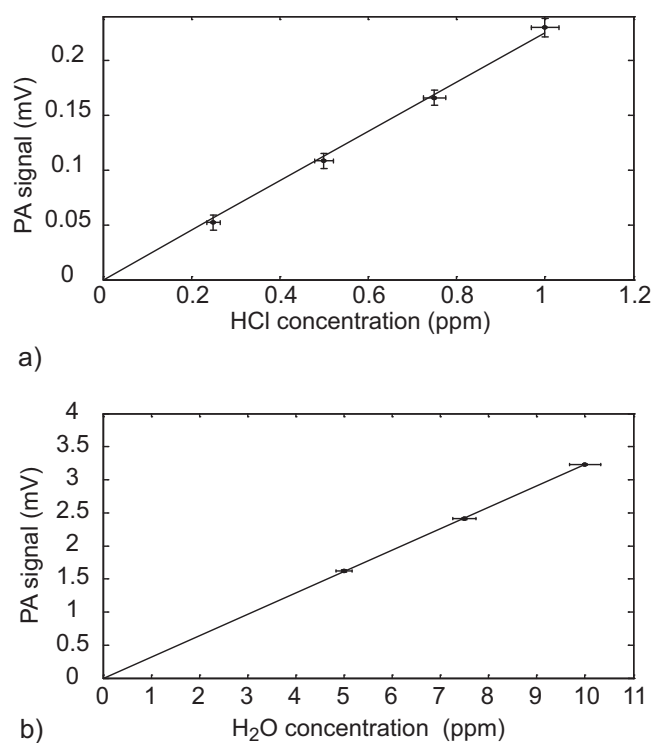 0.2
0.15
0.1
0.05
0
PA signal (mV)
0 0.2 0.4 0.6 0.8 1 1.2
HCl concentration (ppm)
a)
4
3.5
3
2.5
2
1.5
1
0.5
0
PA signal (mV)
0 1 2 3 4 5 6 7 8 9 10 11
H₂O concentration (ppm)
b)